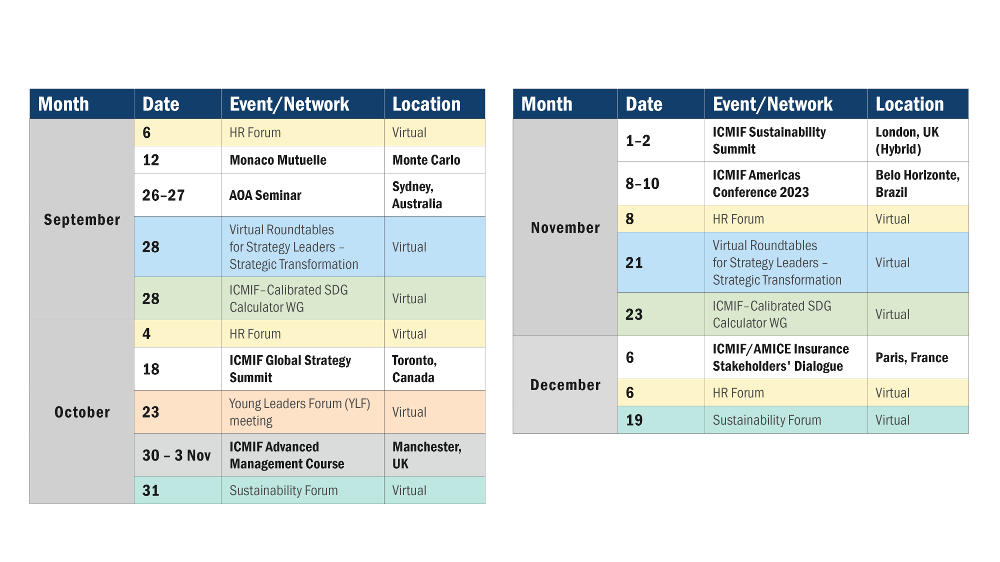 Month Date Event/Network Location
September
6 HR Forum Virtual
12 Monaco Mutuelle Monte Carlo
26–27 AOA Seminar Sydney,
Australia
28 Virtual Roundtables
for Strategy Leaders –
Strategic Transformation
Virtual
28 ICMIF–Calibrated SDG
Calculator WG
Virtual
October
4 HR Forum Virtual
18 ICMIF Global Strategy
Summit
Toronto,
Canada
23 Young Leaders Forum (YLF)
meeting
Virtual
30 – 3 Nov ICMIF Advanced
Management Course
Manchester,
UK
31 Sustainability Forum Virtual
Month Date Event/Network Location
November
1–2 ICMIF Sustainability
Summit
London, UK
(Hybrid)
8–10 ICMIF Americas
Conference 2023
Belo Horizonte,
Brazil
8 HR Forum Virtual
21 Virtual Roundtables
for Strategy Leaders –
Strategic Transformation
Virtual
23 ICMIF–Calibrated SDG
Calculator WG
Virtual
December
6 ICMIF/AMICE Insurance
Stakeholders' Dialogue
Paris, France
6 HR Forum Virtual
19 Sustainability Forum Virtual